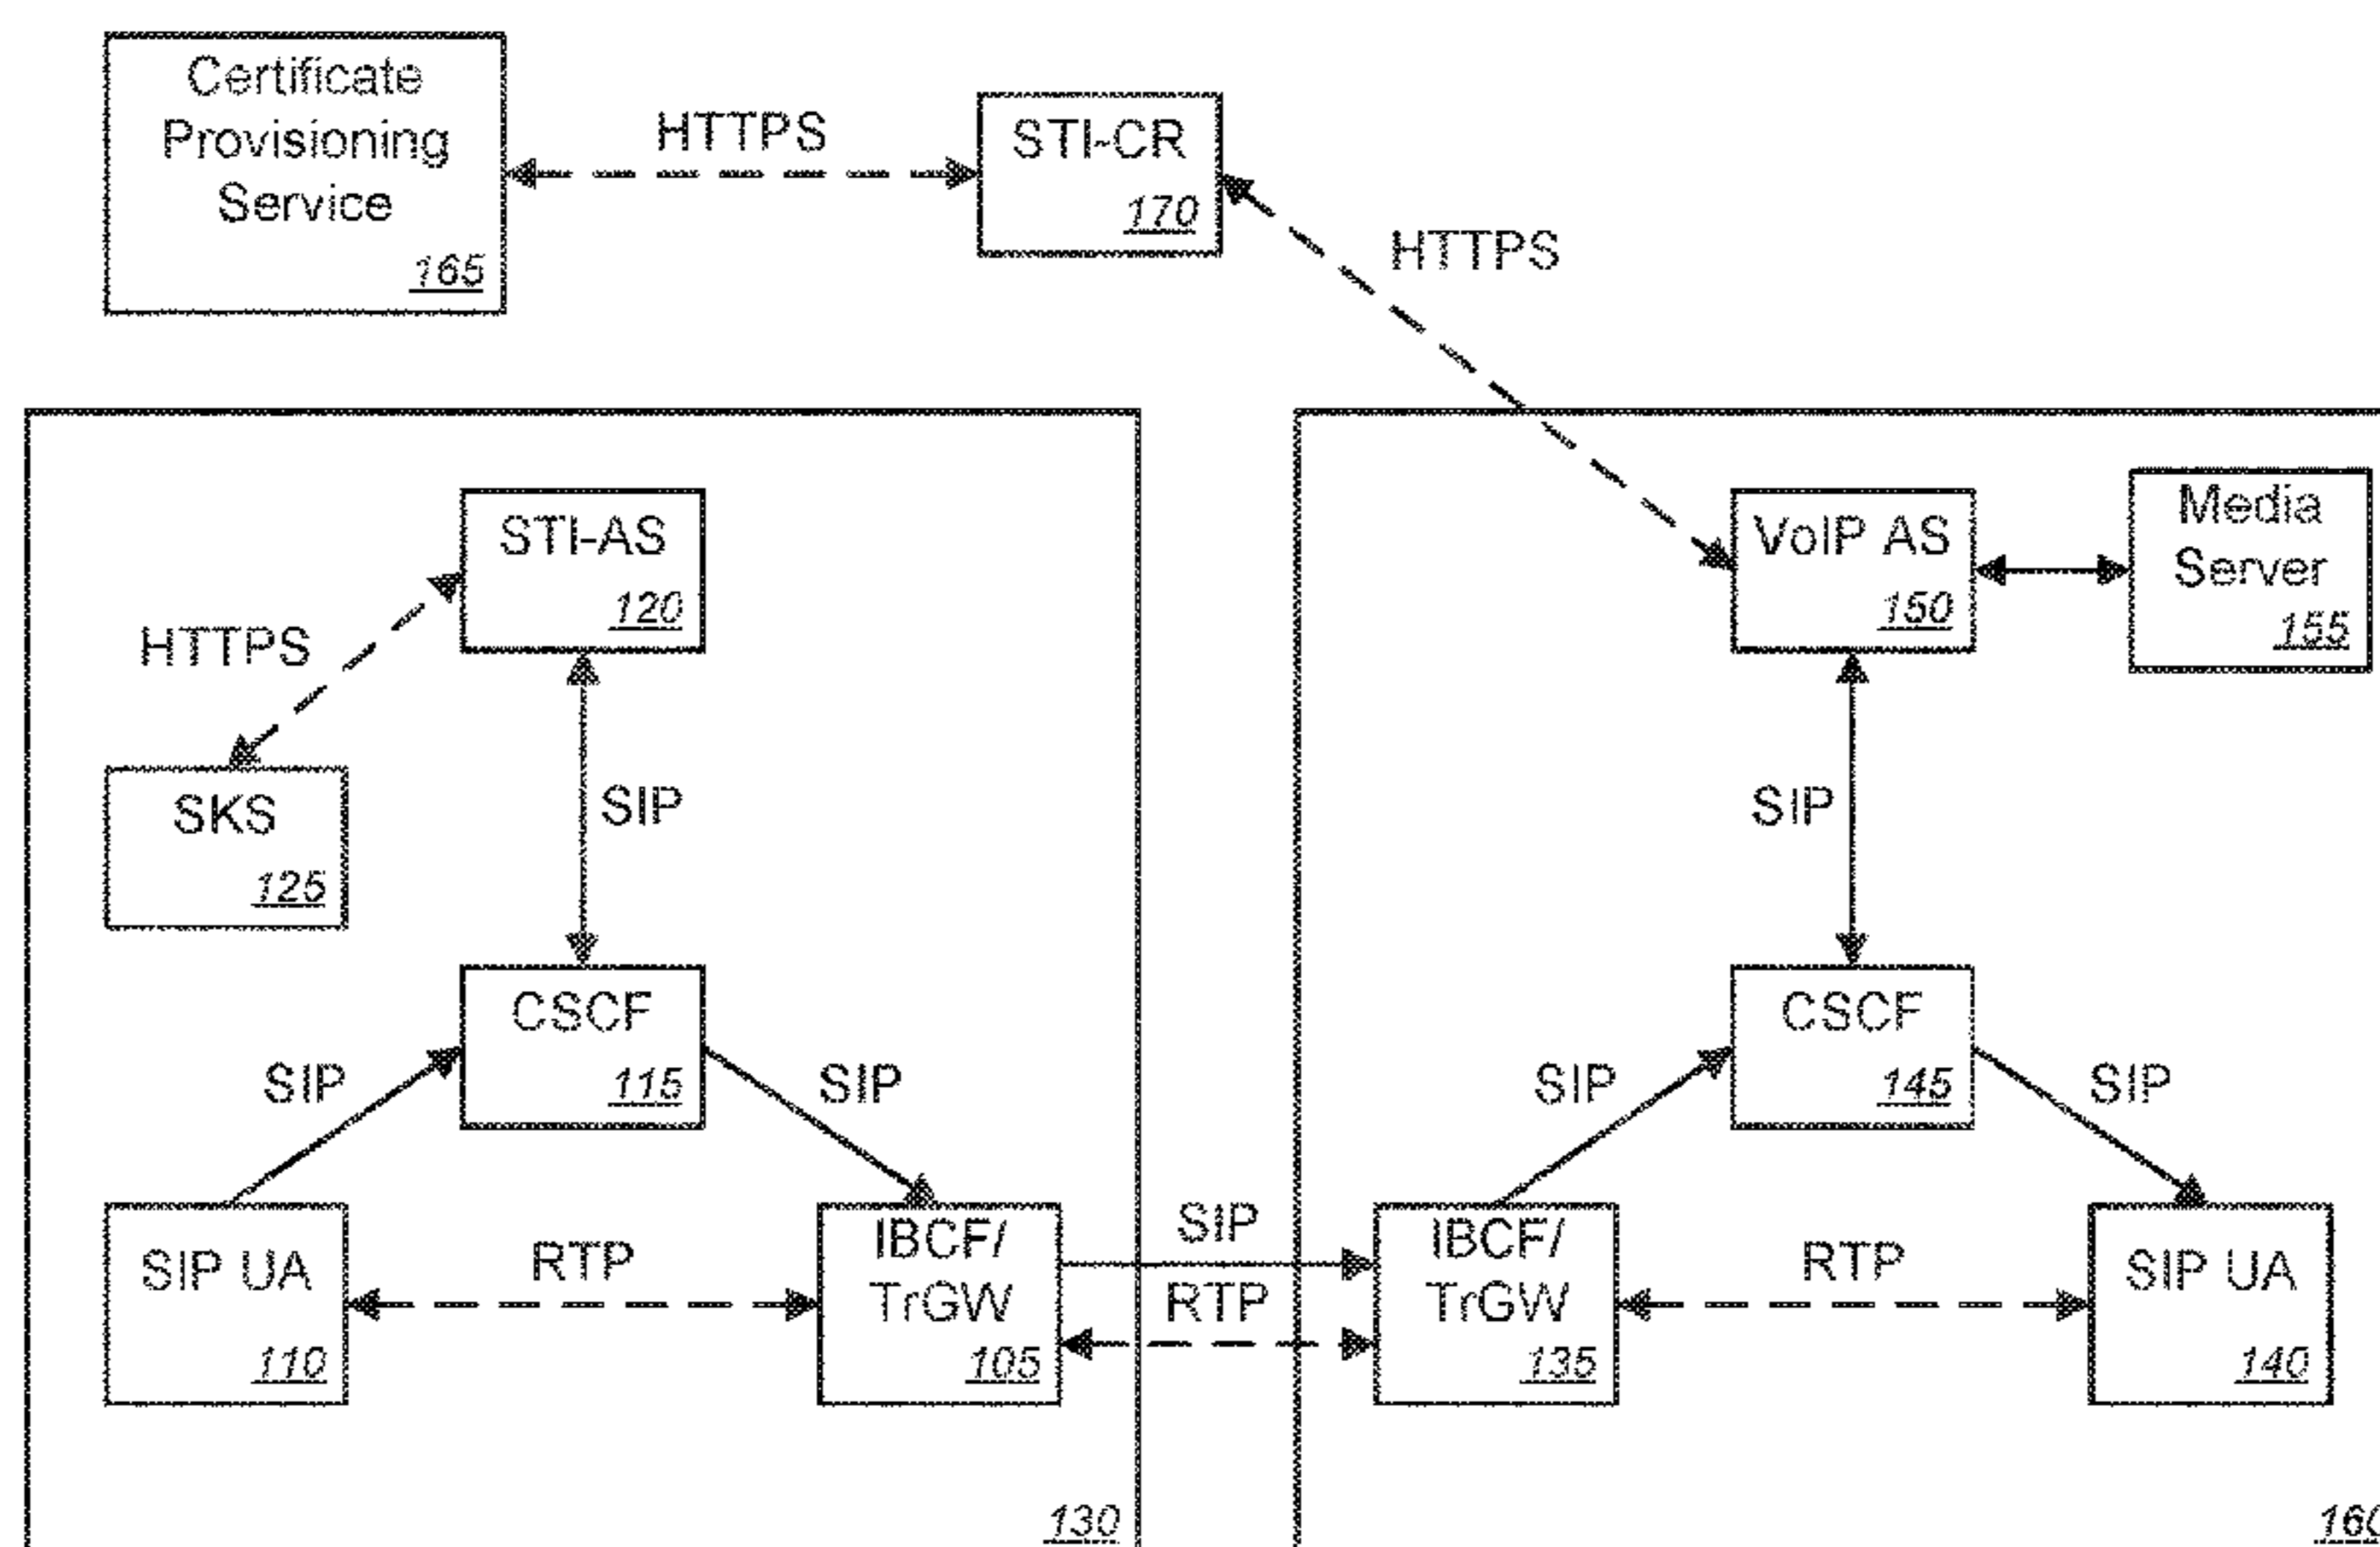 Certificate
Provisioning
Service
165
HTTPS
STI-CR
170
HTTPS
STI-AS
120
HTTPS
SKS
125
SIP
CSCF
115
SIP
SIP
SIP UA
110
RTP
IBCF/
TrGW
105
130
SIP
RTP
VoIP AS
150
Media
Server
155
SIP
CSCF
145
SIP
SIP
IBCF/
TrGW
135
RTP
SIP UA
140
160